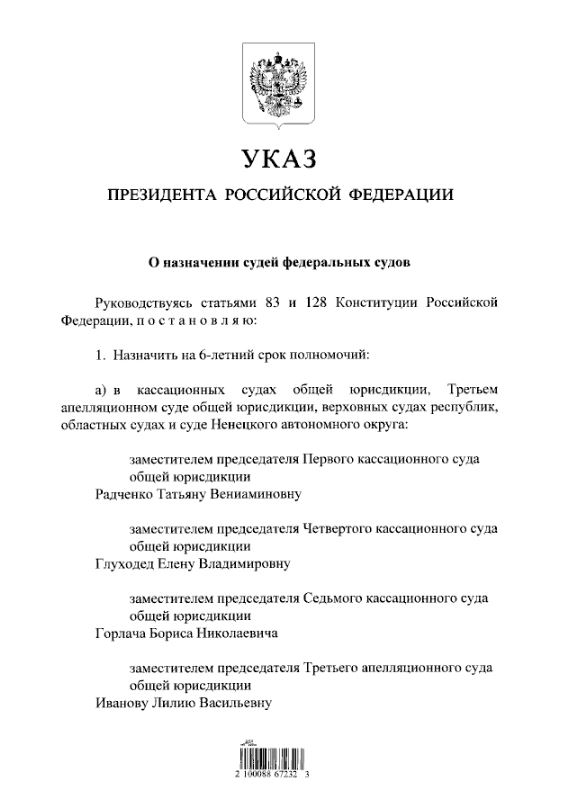 УКАЗ
ПРЕЗИДЕНТА РОССИЙСКОЙ ФЕДЕРАЦИИ
О назначении судей федеральных судов
Руководствуясь статьями 83 и 128 Конституции Российской
Федерации, п о с т а н о в л я ю:
1. Назначить на 6-летний срок полномочий:
а) в кассационных судах общей юрисдикции, Третьем
апелляционном суде общей юрисдикции, верховных судах республик,
областных судах и суде Ненецкого автономного округа:
заместителем председателя Первого кассационного суда
общей юрисдикции
Радченко Татьяну Вениаминовну
заместителем председателя Четвертого кассационного суда
общей юрисдикции
Глуходед Елену Владимировну
заместителем председателя Седьмого кассационного суда
общей юрисдикции
Горлача Бориса Николаевича
заместителем председателя Третьего апелляционного суда
общей юрисдикции
Иванову Лилию Васильевну
2 100088 67232 3